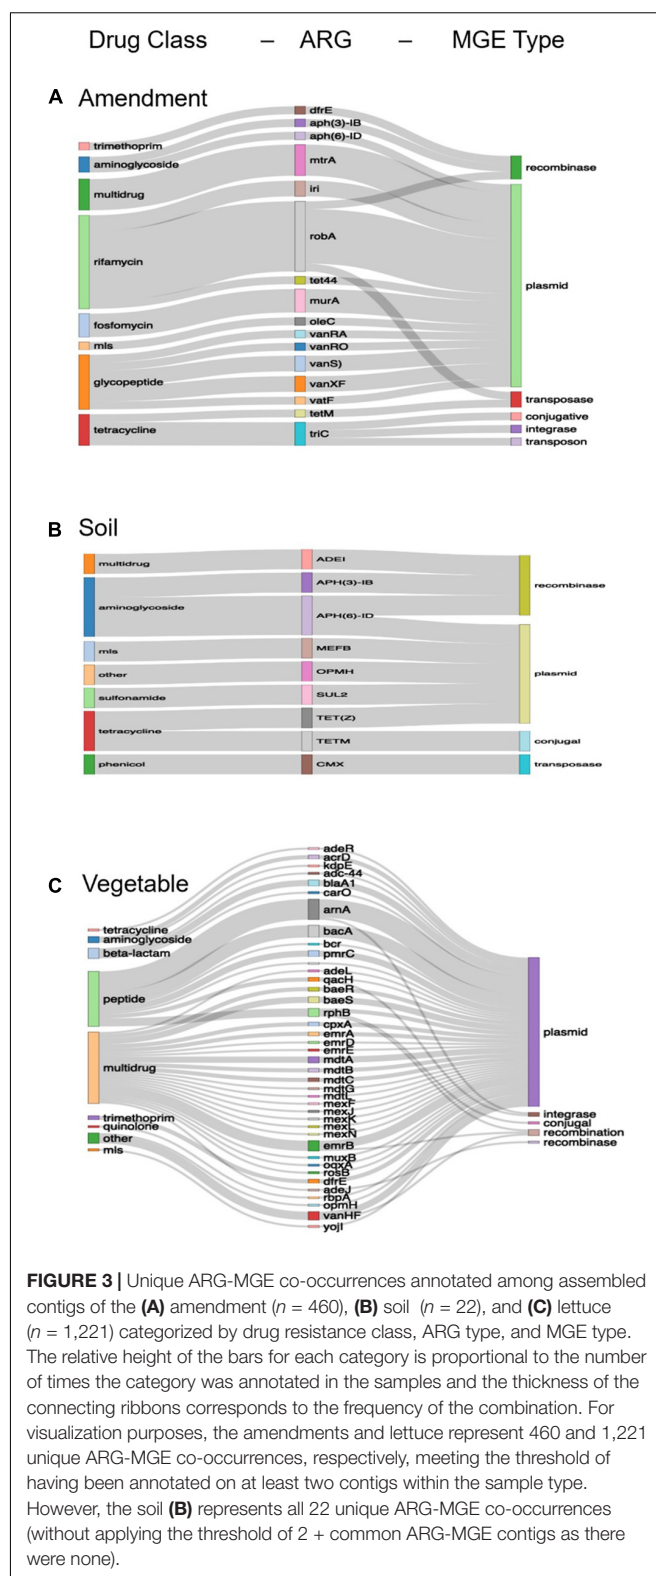 Drug Class – ARG – MGE Type
A Amendment
trimethoprim
aminoglycoside
multidrug
rifamycin
fosfomycin
mls
glycopeptide
tetracycline
dfrE
aph(3)-IB
aph(6)-ID
mtrA
iri
robA
tet44
murA
oleC
vanRA
vanRO
vanS)
vanXF
vatF
tetM
triC
recombinase
plasmid
transposase
conjugative
integrase
transposon
B Soil
multidrug
aminoglycoside
mls
other
sulfonamide
tetracycline
phenicol
ADEI
APH(3)-IB
APH(6)-ID
MEFB
OPMH
SUL2
TET(Z)
TETM
CMX
recombinase
plasmid
conjugal
transposase
C Vegetable
tetracycline
aminoglycoside
beta-lactam
peptide
multidrug
trimethoprim
quinolone
other
mls
adeR
acrD
kdpE
adc-44
blaA1
carO
arnA
bacA
bcr
pmrC
adeL
qacH
baeR
baeS
rphB
cpxA
emrA
emrD
emrE
mdtA
mdtB
mdtC
mdtG
mdtL
mexF
mexJ
mexK
mexL
mexN
emrB
muxB
oqxA
rosB
dfrE
adeJ
rbpA
opmH
vanHF
yojI
plasmid
integrase
conjugal
recombination
recombinase
FIGURE 3 | Unique ARG-MGE co-occurrences annotated among assembled
contigs of the (A) amendment (n = 460), (B) soil (n = 22), and (C) lettuce
(n = 1,221) categorized by drug resistance class, ARG type, and MGE type.
The relative height of the bars for each category is proportional to the number
of times the category was annotated in the samples and the thickness of the
connecting ribbons corresponds to the frequency of the combination. For
visualization purposes, the amendments and lettuce represent 460 and 1,221
unique ARG-MGE co-occurrences, respectively, meeting the threshold of
having been annotated on at least two contigs within the sample type.
However, the soil (B) represents all 22 unique ARG-MGE co-occurrences
(without applying the threshold of 2 + common ARG-MGE contigs as there
were none).